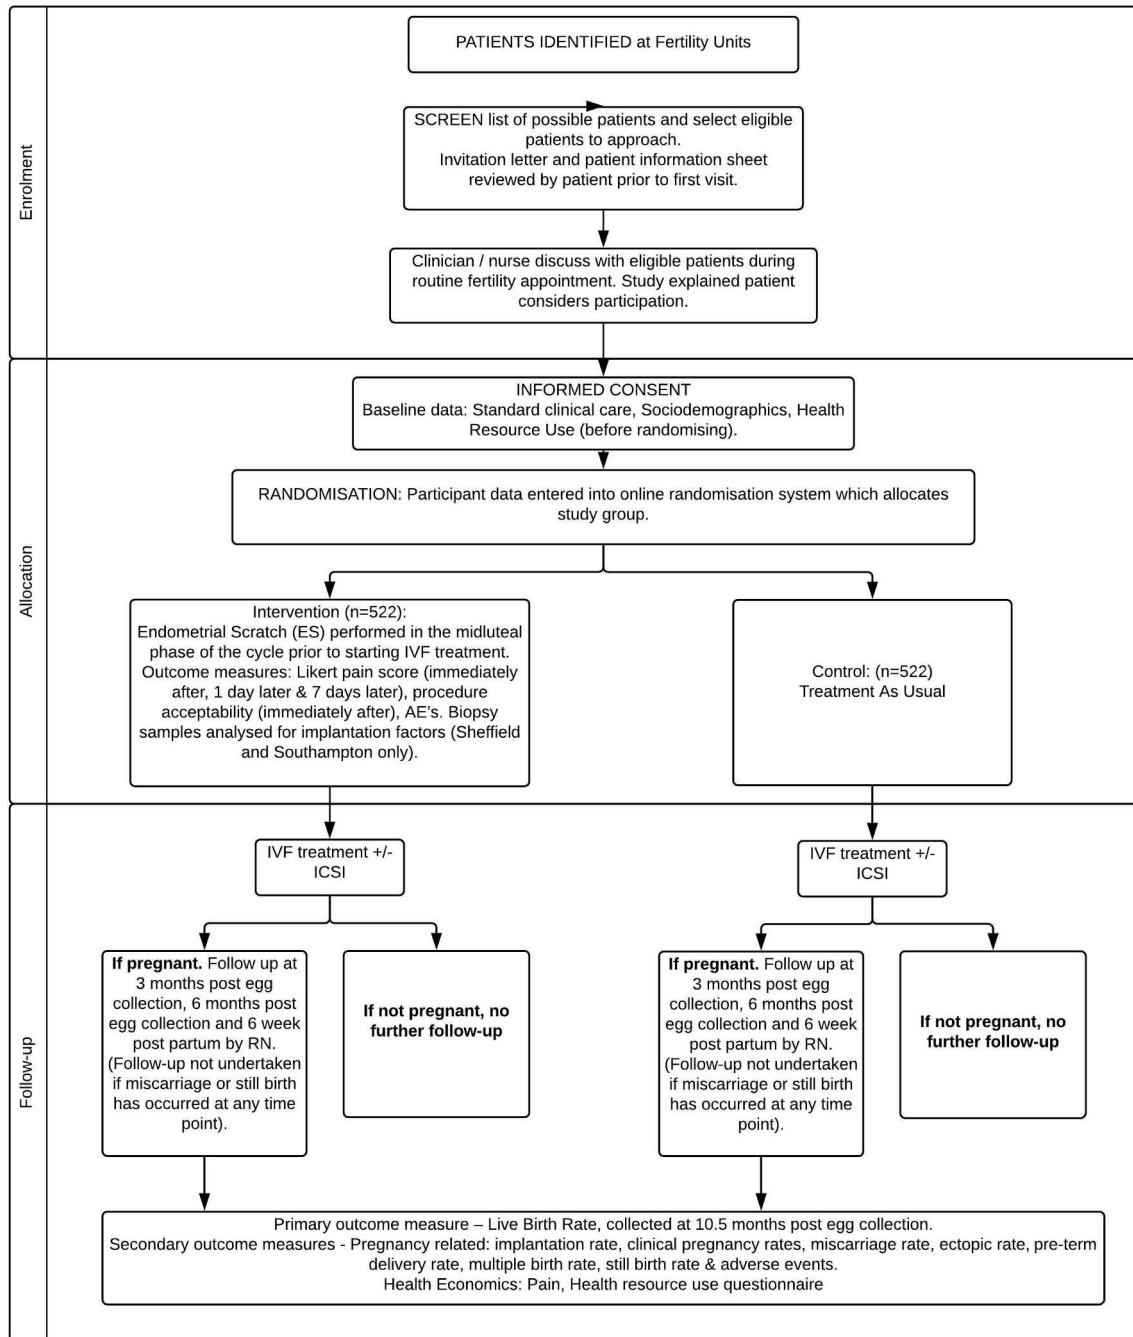 Enrolment
PATIENTS IDENTIFIED at Fertility Units
SCREEN list of possible patients and select eligible
patients to approach.
Invitation letter and patient information sheet
reviewed by patient prior to first visit.
Clinician / nurse discuss with eligible patients during
routine fertility appointment. Study explained patient
considers participation.
Allocation
INFORMED CONSENT
Baseline data: Standard clinical care, Sociodemographics, Health
Resource Use (before randomising).
RANDOMISATION: Participant data entered into online randomisation system which allocates
study group.
Intervention (n=522):
Endometrial Scratch (ES) performed in the midluteal
phase of the cycle prior to starting IVF treatment.
Outcome measures: Likert pain score (immediately
after, 1 day later & 7 days later), procedure
acceptability (immediately after), AE's. Biopsy
samples analysed for implantation factors (Sheffield
and Southampton only).
Control: (n=522)
Treatment As Usual
Follow-up
IVF treatment +/-
ICSI
If pregnant. Follow up at
3 months post egg
collection, 6 months post
egg collection and 6 week
post partum by RN.
(Follow-up not undertaken
if miscarriage or still birth
has occurred at any time
point).
If not pregnant, no
further follow-up
IVF treatment +/-
ICSI
If pregnant. Follow up at
3 months post egg
collection, 6 months post
egg collection and 6 week
post partum by RN.
(Follow-up not undertaken
if miscarriage or still birth
has occurred at any time
point).
If not pregnant, no
further follow-up
Primary outcome measure – Live Birth Rate, collected at 10.5 months post egg collection.
Secondary outcome measures - Pregnancy related: implantation rate, clinical pregnancy rates, miscarriage rate, ectopic rate, pre-term
delivery rate, multiple birth rate, still birth rate & adverse events.
Health Economics: Pain, Health resource use questionnaire